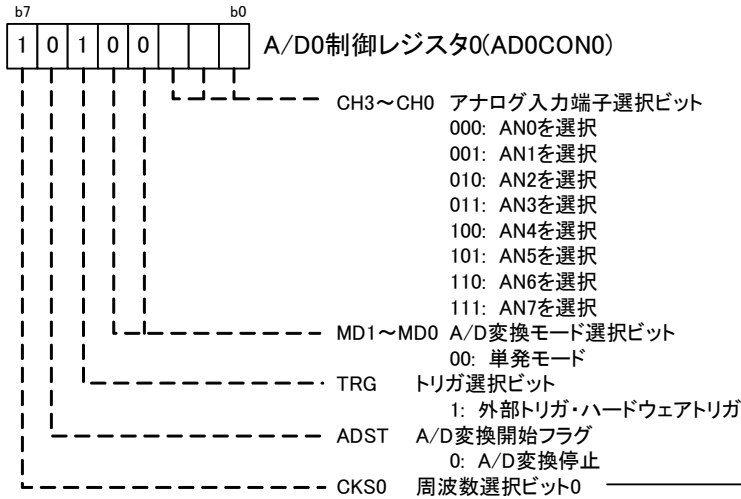 b7 b0
1 0 1 0 0 A/D0制御レジスタ0(AD0CON0)
CH3～CH0 アナログ入力端子選択ビット
000: AN0を選択
001: AN1を選択
010: AN2を選択
011: AN3を選択
100: AN4を選択
101: AN5を選択
110: AN6を選択
111: AN7を選択
MD1～MD0 A/D変換モード選択ビット
00: 単発モード
TRG トリガ選択ビット
1: 外部トリガ・ハードウェアトリガ
ADST A/D変換開始フラグ
0: A/D変換停止
CKS0 周波数選択ビット0